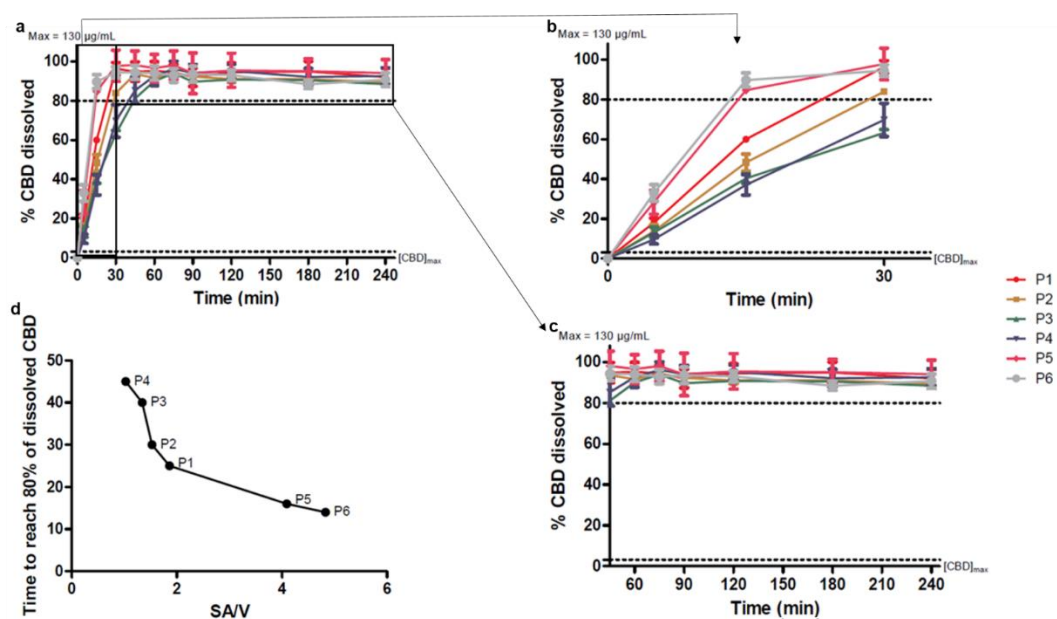 a
Max = 130 µg/mL
% CBD dissolved
100
80
60
40
20
0
0 30 60 90 120 150 180 210 240
[CBD]max
Time (min)
b
Max = 130 µg/mL
% CBD dissolved
100
80
60
40
20
0
0 30
[CBD]max
Time (min)
P1
P2
P3
P4
P5
P6
d
Time to reach 80% of dissolved CBD
50
40
30
20
10
0
P4
P3
P2
P1
P5
P6
0 2 4 6
SA/V
c
Max = 130 µg/mL
% CBD dissolved
100
80
60
40
20
0
60 90 120 150 180 210 240
[CBD]max
Time (min)